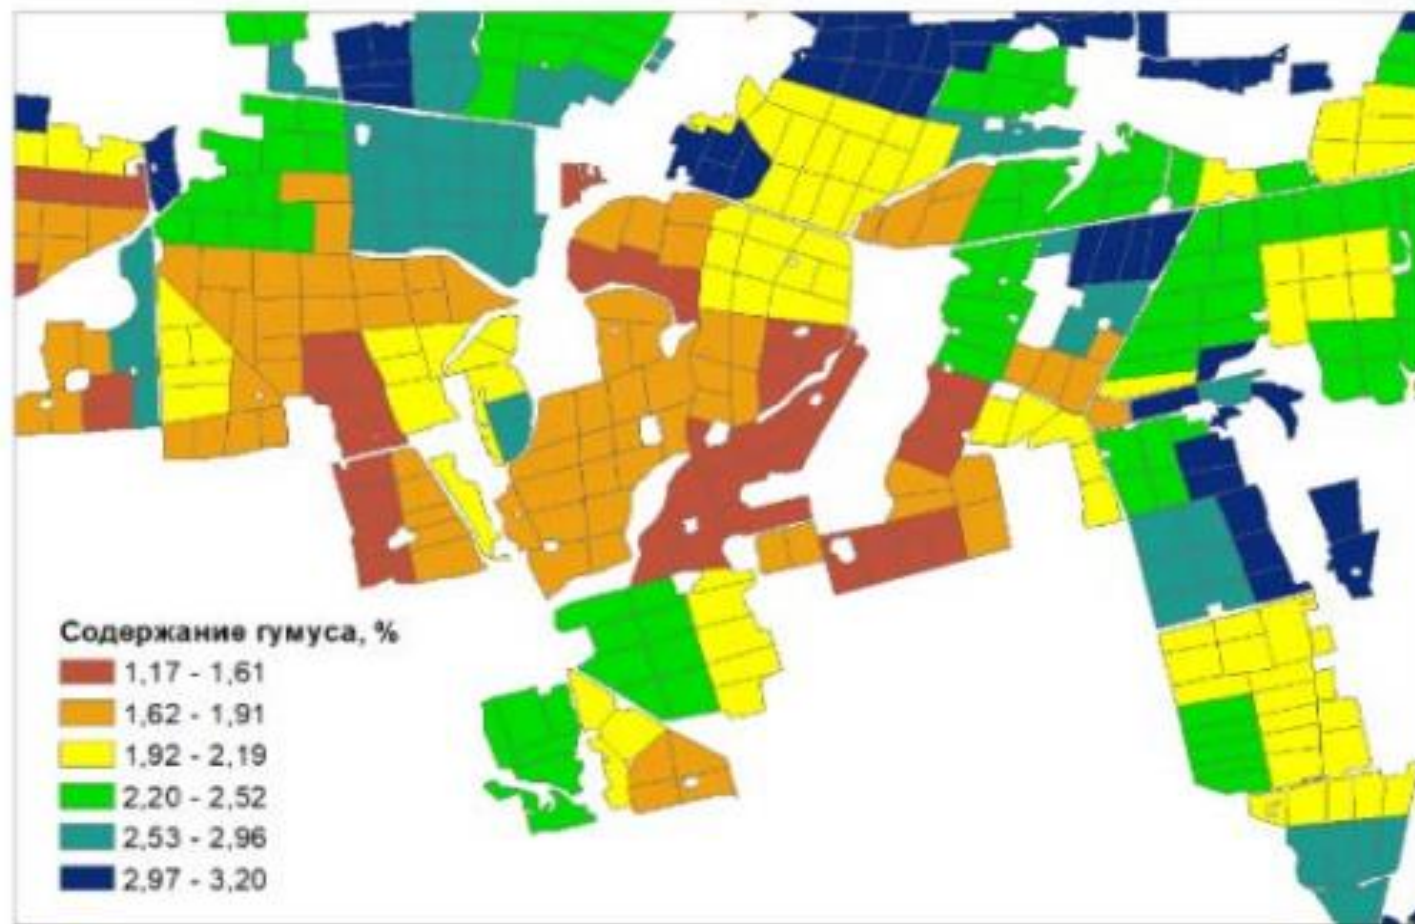 Содержание гумуса, %
1,17 - 1,61
1,62 - 1,91
1,92 - 2,19
2,20 - 2,52
2,53 - 2,96
2,97 - 3,20